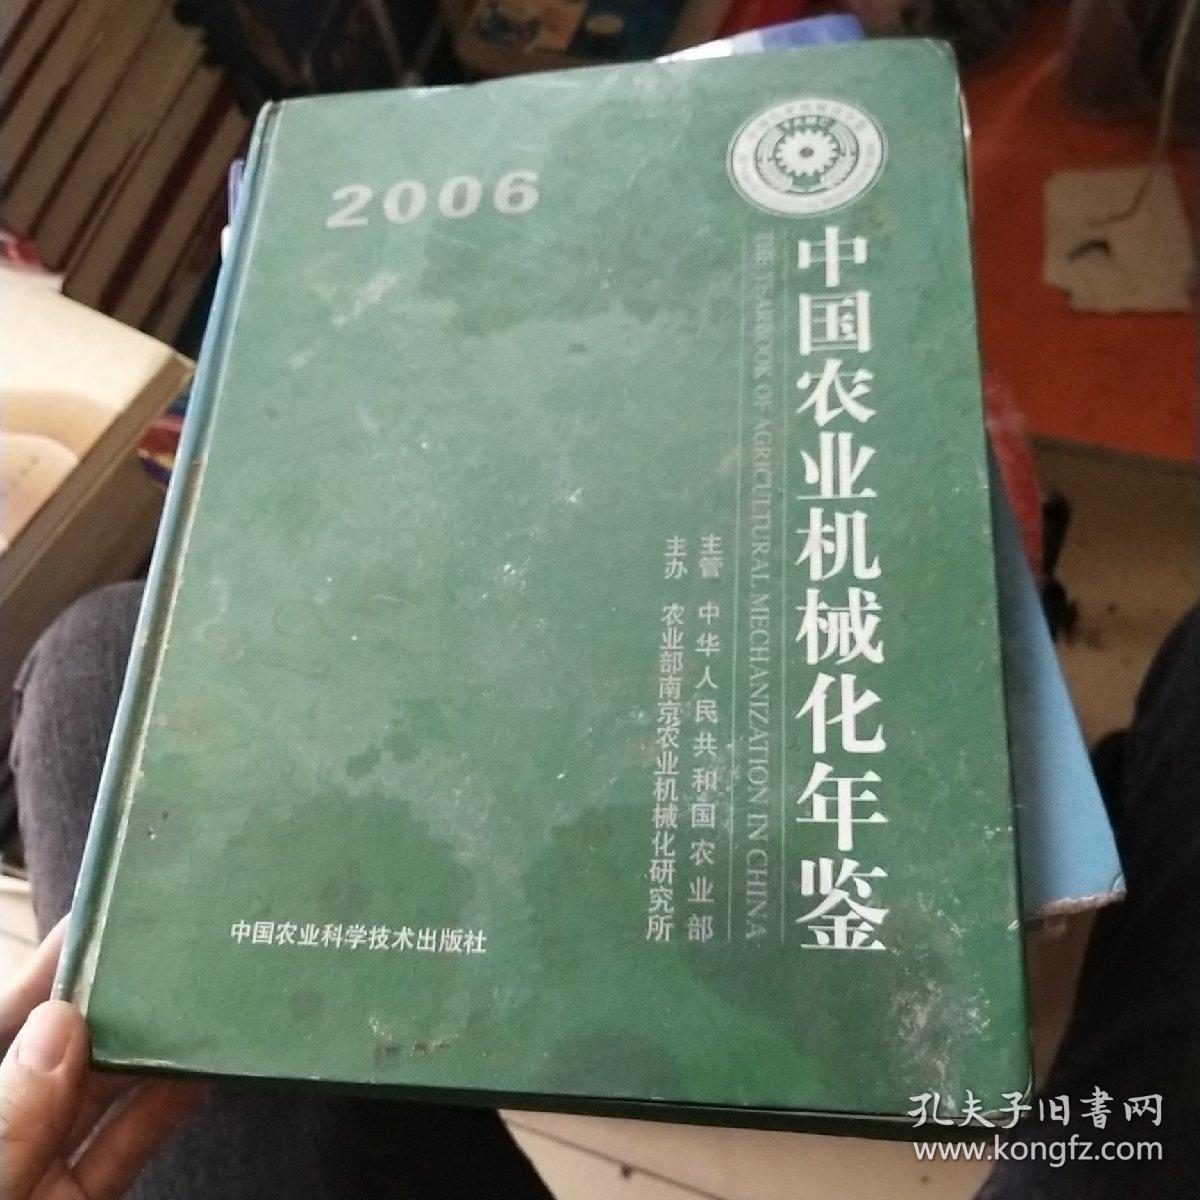 2006
YAMC
中国农业机械化年鉴
THE YEARBOOK OF AGRICULTURAL MECHANIZATION IN CHINA
主管 中华人民共和国农业部
主办 农业部南京农业机械化研究所
中国农业科学技术出版社
孔夫子旧書网
www.kongfz.com